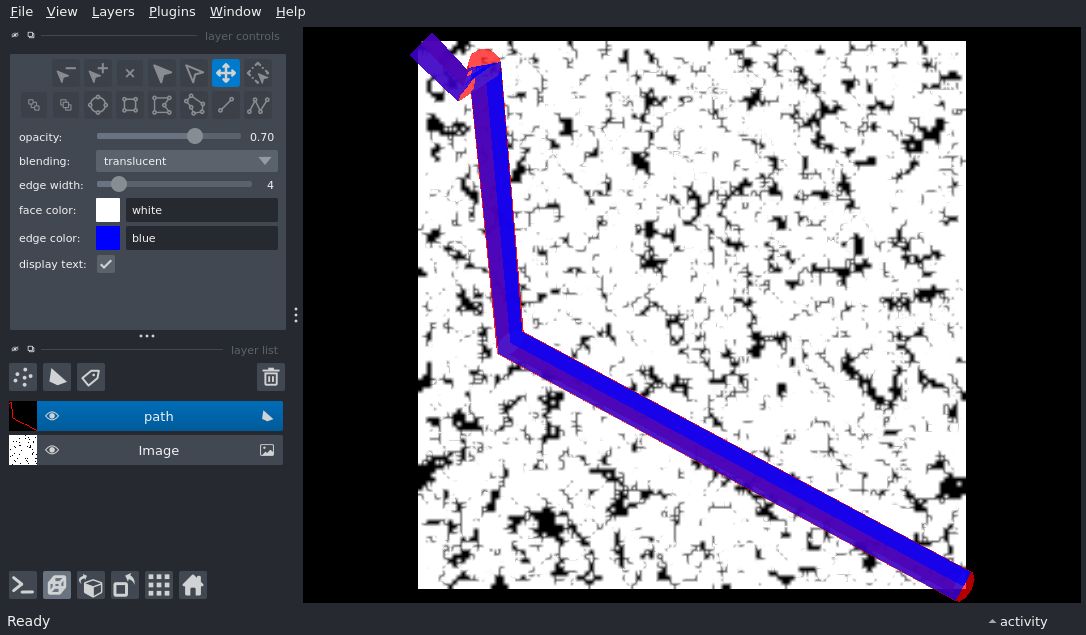 File View Layers Plugins Window Help
layer controls
opacity: 0.70
blending: translucent
edge width: 4
face color: white
edge color: blue
display text:
layer list
path
Image
Ready
activity